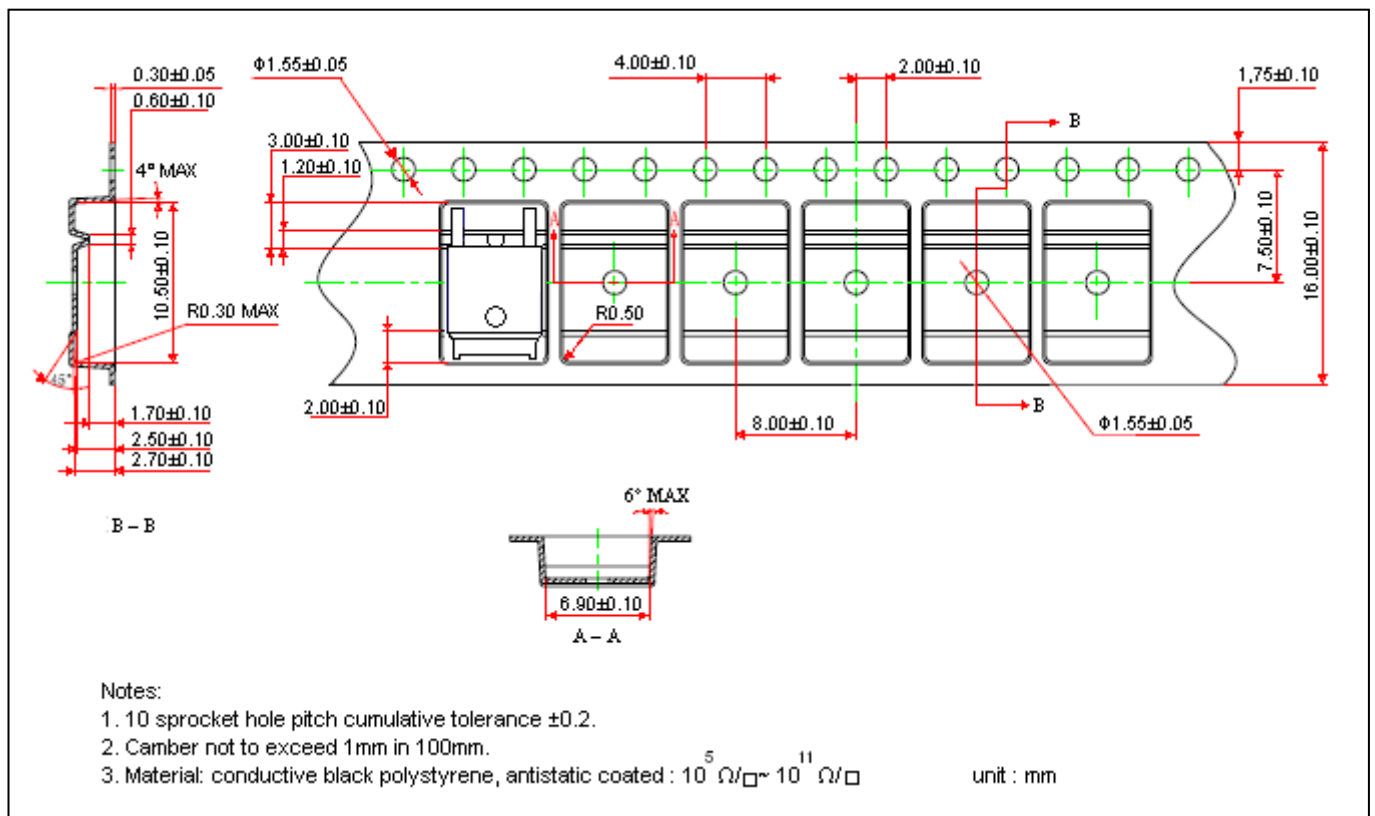 0.30±0.05
Φ1.55±0.05
4.00±0.10
2.00±0.10
1,75±0.10
0.60±0.10
B
3.00±0.10
1.20±0.10
4° MAX
A
A
10.50±0.10
7.50±0.10
16.00±0.10
R0.30 MAX
R0.50
45°
1.70±0.10
2.00±0.10
B
2.50±0.10
8.00±0.10
Φ1.55±0.05
2.70±0.10
6° MAX
B – B
6.90±0.10
A – A
Notes:
1. 10 sprocket hole pitch cumulative tolerance ±0.2.
2. Camber not to exceed 1mm in 100mm.
3. Material: conductive black polystyrene, antistatic coated : 10⁵ Ω/□~ 10¹¹ Ω/□ unit : mm